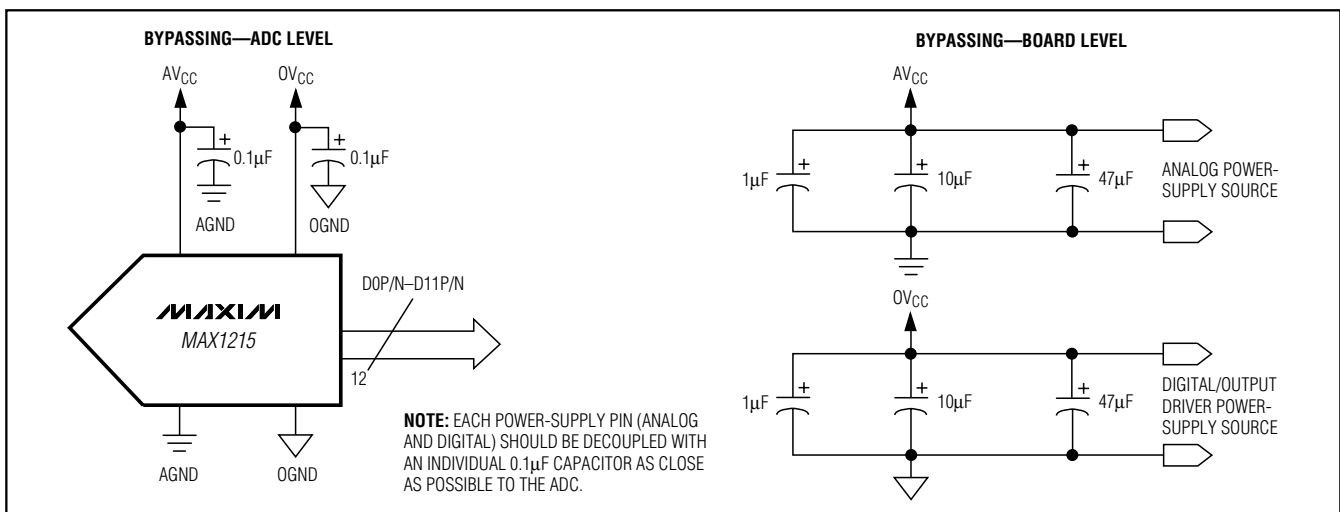 BYPASSING—ADC LEVEL
AVCC
OVCC
+
0.1µF
+
0.1µF
AGND
OGND
D0P/N–D11P/N
MAXIM
MAX1215
12
AGND
OGND
NOTE: EACH POWER-SUPPLY PIN (ANALOG
AND DIGITAL) SHOULD BE DECOUPLED WITH
AN INDIVIDUAL 0.1µF CAPACITOR AS CLOSE
AS POSSIBLE TO THE ADC.
BYPASSING—BOARD LEVEL
AVCC
+
1µF
+
10µF
+
47µF
ANALOG POWER-
SUPPLY SOURCE
OVCC
+
1µF
+
10µF
+
47µF
DIGITAL/OUTPUT
DRIVER POWER-
SUPPLY SOURCE